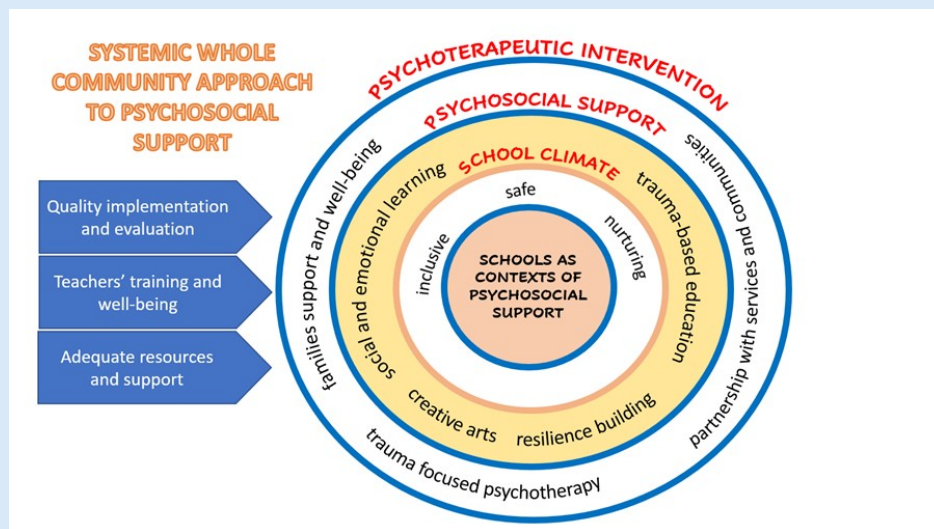 SYSTEMIC WHOLE
COMMUNITY APPROACH
TO PSYCHOSOCIAL
SUPPORT
Quality implementation
and evaluation
Teachers' training and
well-being
Adequate resources
and support
PSYCHOTERAPEUTIC INTERVENTION
PSYCHOSOCIAL SUPPORT
SCHOOL CLIMATE
families support and well-being
partnership with services and communities
trauma focused psychotherapy
social and emotional learning
trauma-based education
creative arts
resilience building
inclusive
safe
nurturing
SCHOOLS AS
CONTEXTS OF
PSYCHOSOCIAL
SUPPORT